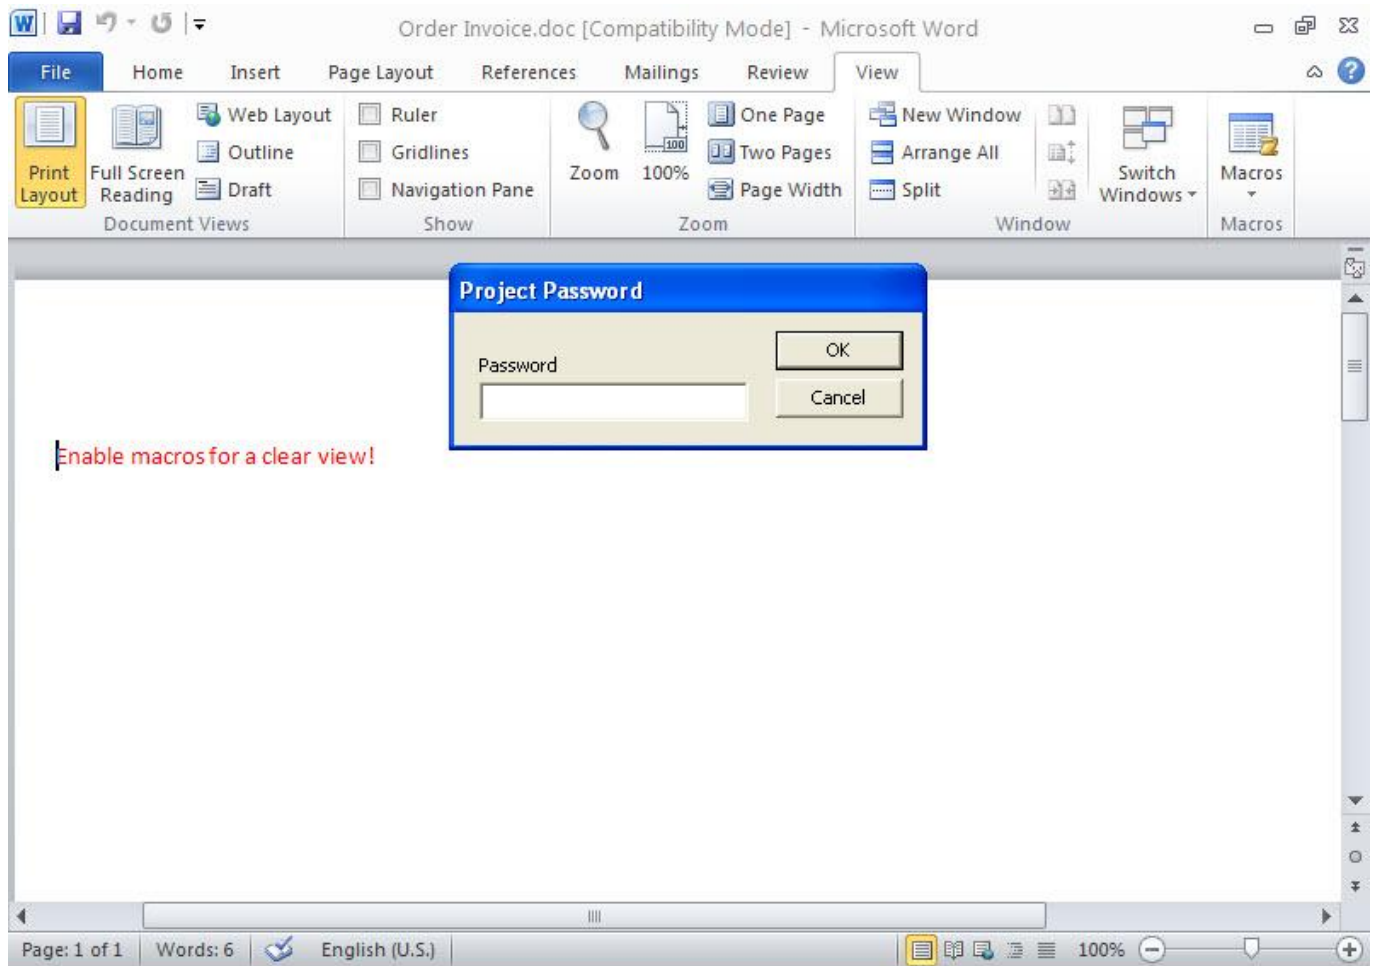 W
Order Invoice.doc [Compatibility Mode] - Microsoft Word
File Home Insert Page Layout References Mailings Review View
Print Layout
Full Screen Reading
Web Layout
Outline
Draft
Document Views
Ruler
Gridlines
Navigation Pane
Show
Zoom
100
100%
One Page
Two Pages
Page Width
Zoom
New Window
Arrange All
Split
Switch Windows
Window
Macros
Macros
Project Password
Password
OK
Cancel
Enable macros for a clear view!
Page: 1 of 1 Words: 6 English (U.S.) 100%